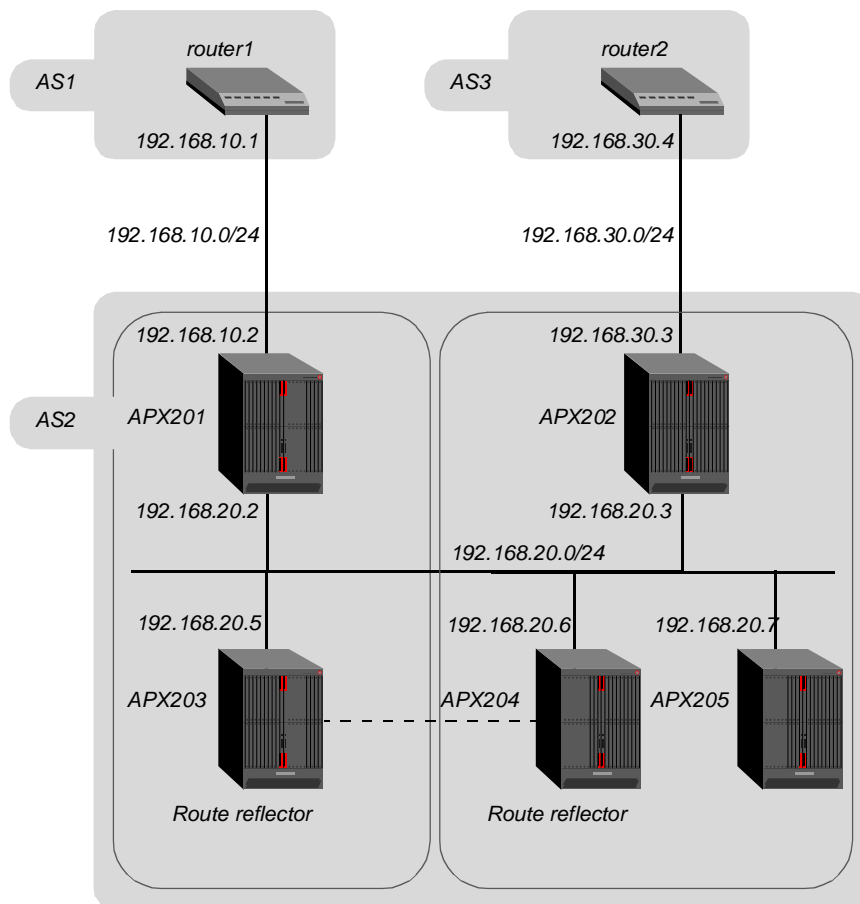 router1
router2
AS1
AS3
192.168.10.1
192.168.30.4
192.168.10.0/24
192.168.30.0/24
192.168.10.2
192.168.30.3
AS2
APX201
APX202
192.168.20.2
192.168.20.3
192.168.20.0/24
192.168.20.5
192.168.20.6
192.168.20.7
APX203
APX204
APX205
Route reflector
Route reflector